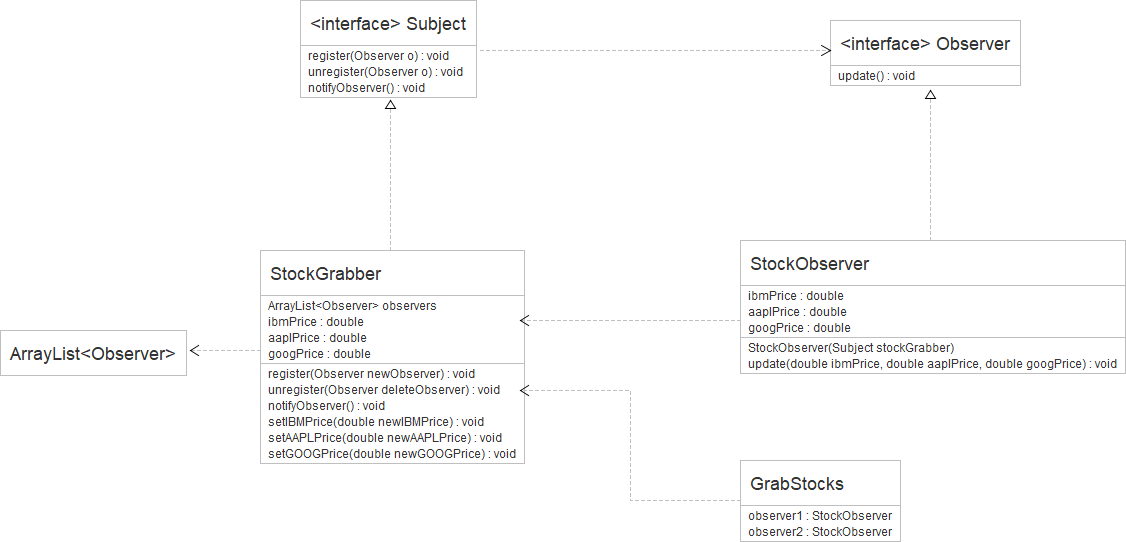 <interface> Subject
register(Observer o) : void
unregister(Observer o) : void
notifyObserver() : void
<interface> Observer
update() : void
StockGrabber
ArrayList<Observer> observers
ibmPrice : double
aaplPrice : double
googPrice : double
register(Observer newObserver) : void
unregister(Observer deleteObserver) : void
notifyObserver() : void
setIBMPrice(double newIBMPrice) : void
setAAPLPrice(double newAAPLPrice) : void
setGOOGPrice(double newGOOGPrice) : void
StockObserver
ibmPrice : double
aaplPrice : double
googPrice : double
StockObserver(Subject stockGrabber)
update(double ibmPrice, double aaplPrice, double googPrice) : void
ArrayList<Observer>
GrabStocks
observer1 : StockObserver
observer2 : StockObserver